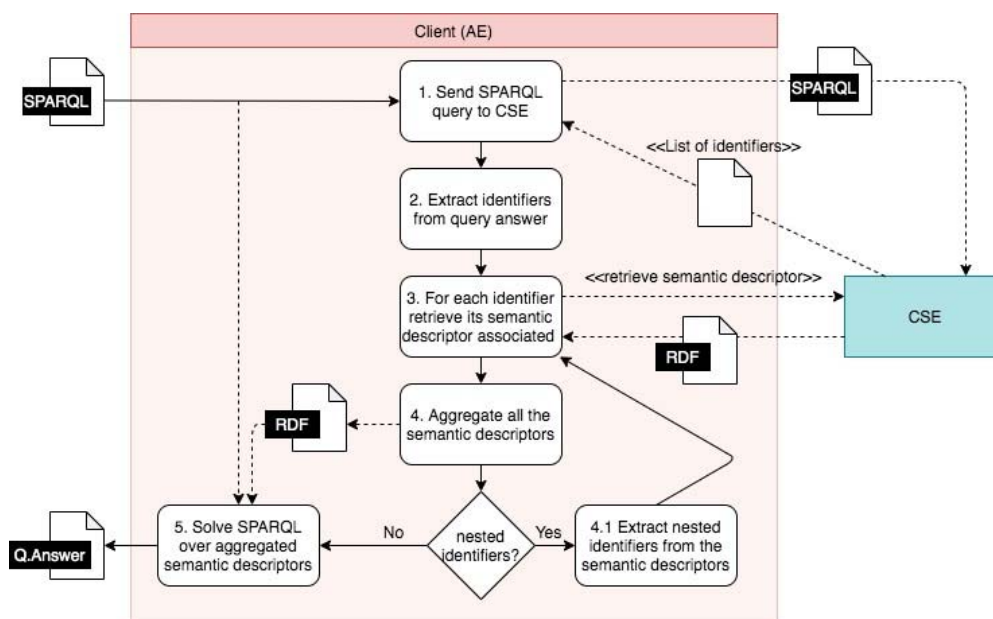 Client (AE)
SPARQL
1. Send SPARQL
query to CSE
SPARQL
<<List of identifiers>>
2. Extract identifiers
from query answer
<<retrieve semantic descriptor>>
3. For each identifier
retrieve its semantic
descriptor associated
CSE
RDF
4. Aggregate all the
semantic descriptors
RDF
5. Solve SPARQL
over aggregated
semantic descriptors
No
nested
identifiers?
Yes
4.1 Extract nested
identifiers from the
semantic descriptors
Q.Answer